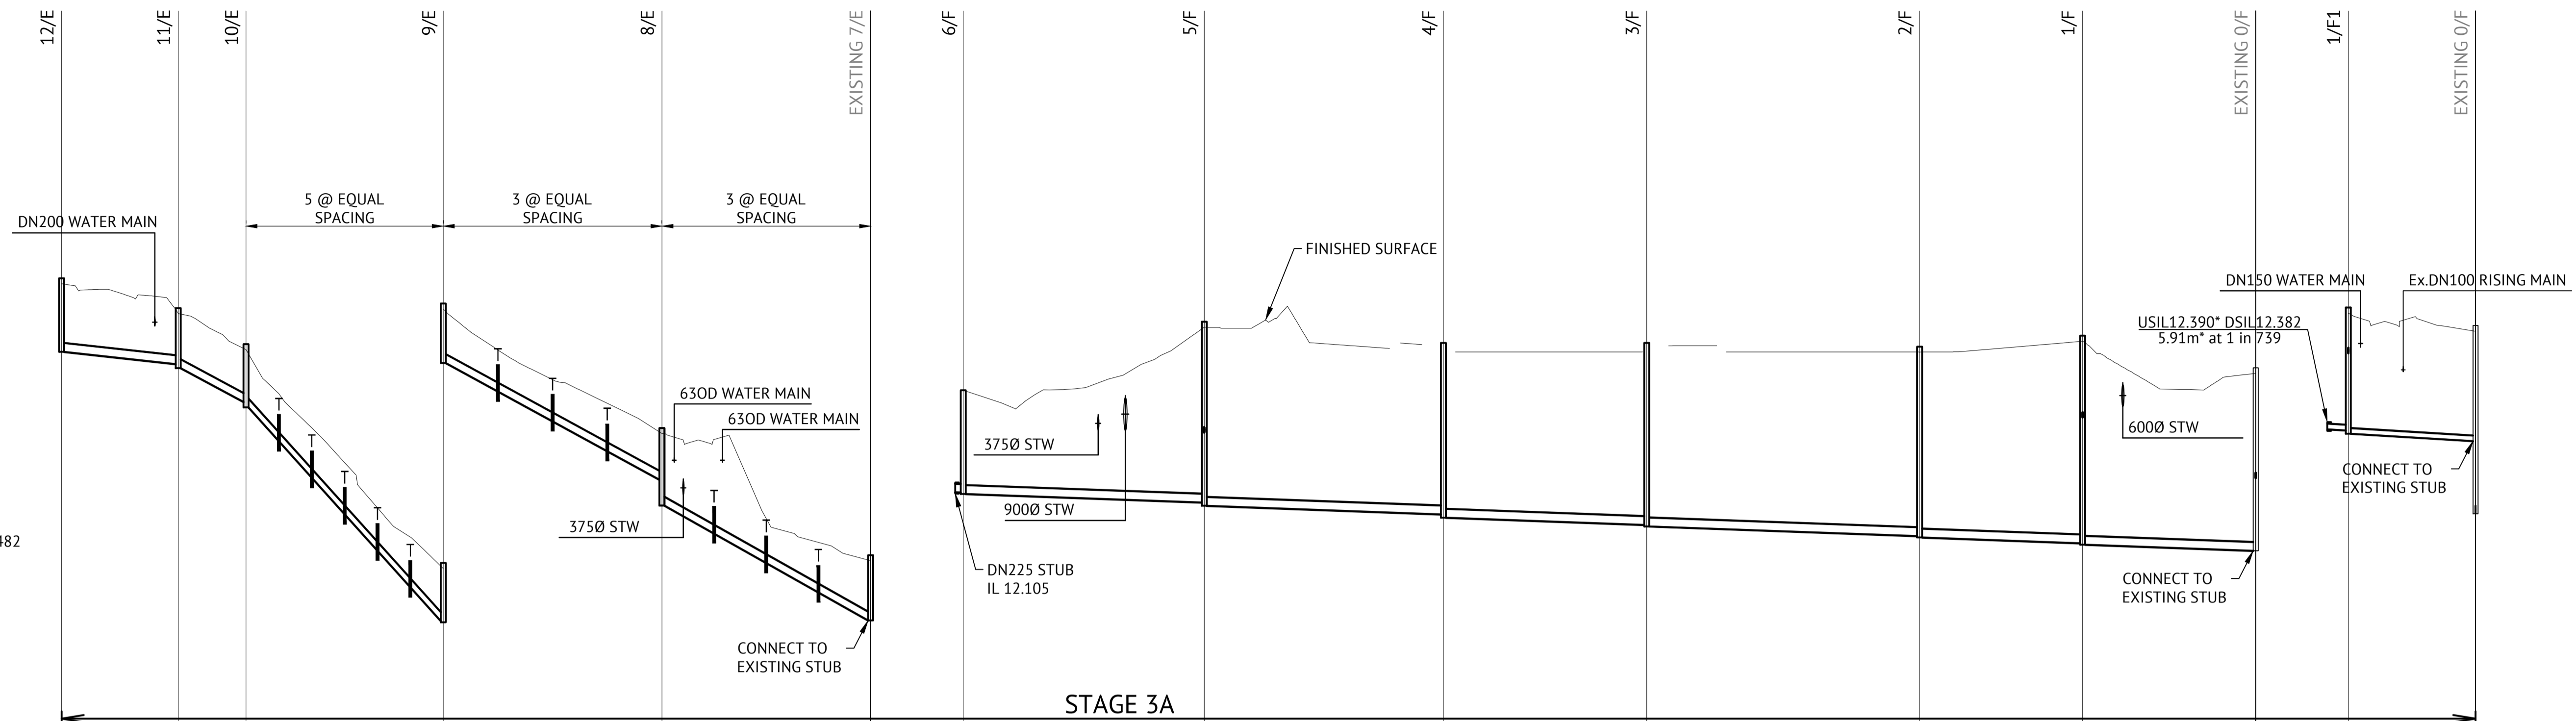 12/E
11/E
10/E
9/E
8/E
EXISTING 7/E
6/F
5/F
4/F
3/F
2/F
1/F
EXISTING 0/F
1/F1
EXISTING 0/F
5 @ EQUAL
SPACING
3 @ EQUAL
SPACING
3 @ EQUAL
SPACING
DN200 WATER MAIN
63OD WATER MAIN
63OD WATER MAIN
375Ø STW
CONNECT TO
EXISTING STUB
482
FINISHED SURFACE
375Ø STW
900Ø STW
DN225 STUB
IL 12.105
600Ø STW
CONNECT TO
EXISTING STUB
DN150 WATER MAIN
Ex.DN100 RISING MAIN
USIL12.390* DSIL12.382
5.91m* at 1 in 739
CONNECT TO
EXISTING STUB
STAGE 3A